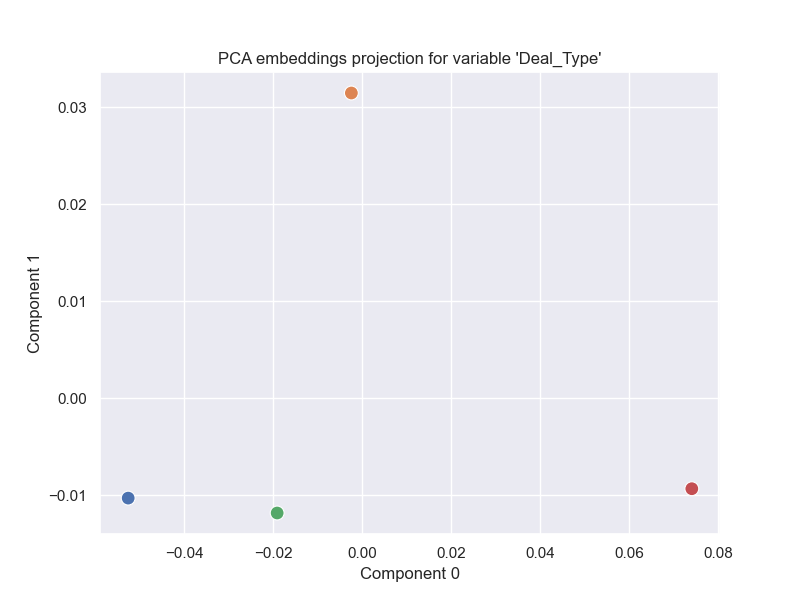 PCA embeddings projection for variable 'Deal_Type'
0.03
0.02
0.01
0.00
−0.01
Component 1
−0.04 −0.02 0.00 0.02 0.04 0.06 0.08
Component 0